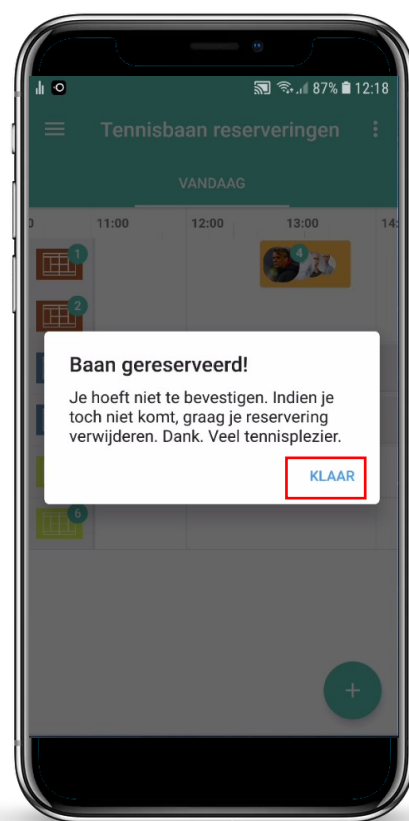 87% 12:18
Tennisbaan reserveringen
VANDAAG
11:00 12:00 13:00 14:
1
4
2
Baan gereserveerd!
Je hoeft niet te bevestigen. Indien je
toch niet komt, graag je reservering
verwijderen. Dank. Veel tennisplezier.
KLAAR
6
+